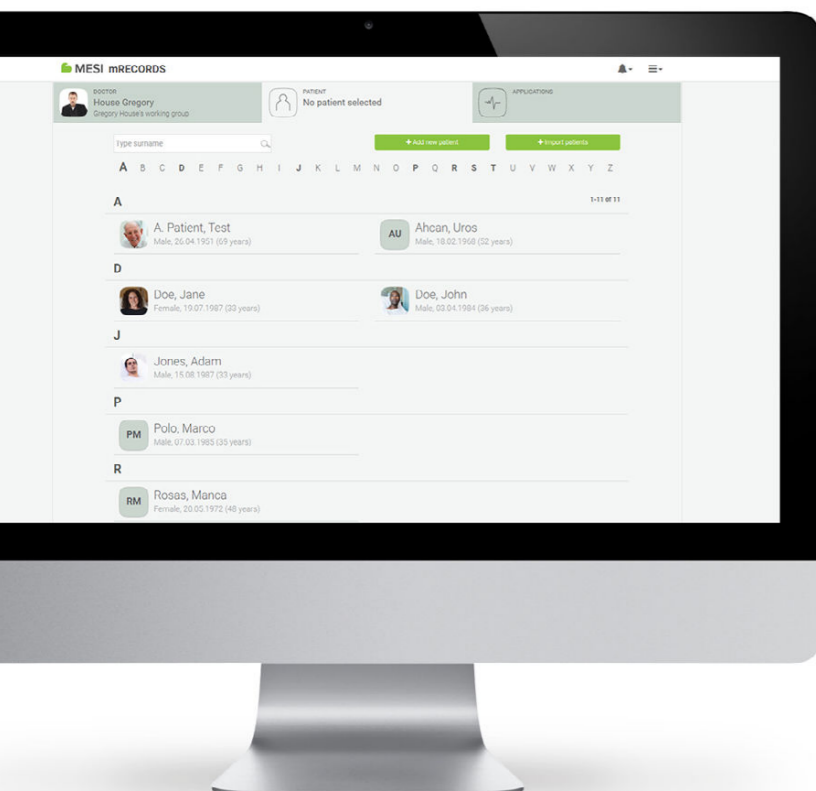 MESI mRECORDS
DOCTOR
House Gregory
Gregory House's working group
PATIENT
No patient selected
APPLICATIONS
Type surname
+ Add new patient
+ Import patients
A B C D E F G H I J K L M N O P Q R S T U V W X Y Z
A
1-11 of 11
A. Patient, Test
Male, 26.04.1951 (69 years)
AU
Ahcan, Uros
Male, 18.02.1968 (52 years)
D
Doe, Jane
Female, 19.07.1987 (33 years)
Doe, John
Male, 03.04.1984 (36 years)
J
Jones, Adam
Male, 15.08.1987 (33 years)
P
PM
Polo, Marco
Male, 07.03.1985 (35 years)
R
RM
Rosas, Manca
Female, 20.05.1972 (48 years)